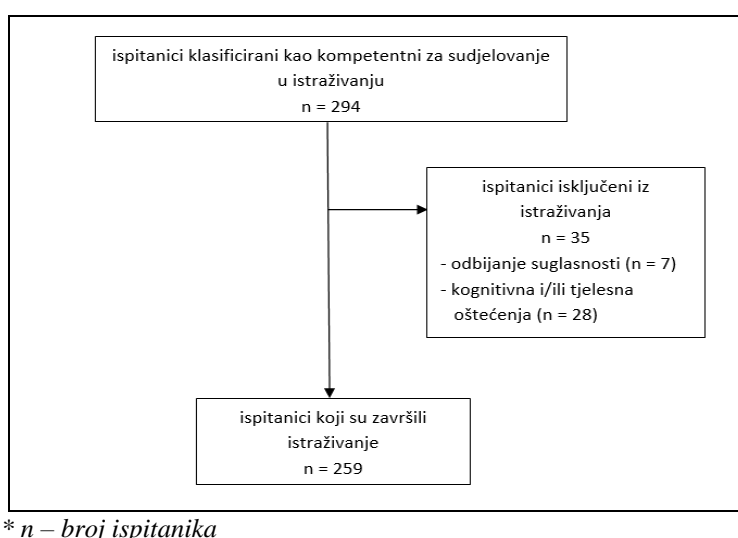 ispitanici klasificirani kao kompetentni za sudjelovanje
u istraživanju
n = 294
ispitanici isključeni iz
istraživanja
n = 35
- odbijanje suglasnosti (n = 7)
- kognitivna i/ili tjelesna
oštećenja (n = 28)
ispitanici koji su završili
istraživanje
n = 259
* n – broj ispitanika